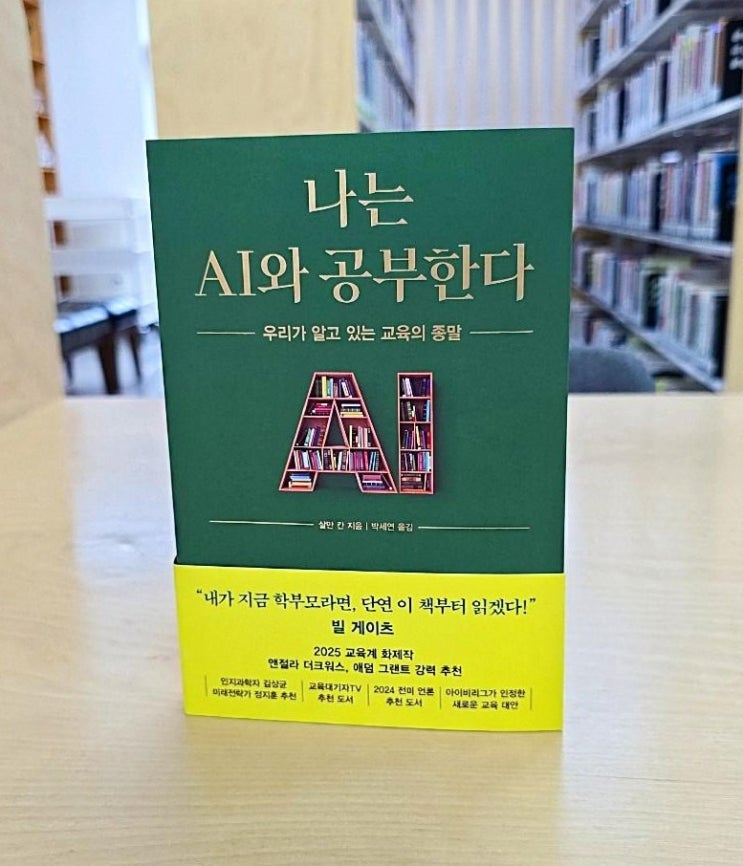 나는
AI와 공부한다
우리가 알고 있는 교육의 종말
AI
살만 칸 지음 | 박세연 옮김
“내가 지금 학부모라면, 단연 이 책부터 읽겠다!”
빌 게이츠
2025 교육계 화제작
앤절라 더크워스, 애덤 그랜트 강력 추천
인지과학자 김상균
미래전략가 정지훈 추천
교육대기자TV
추천 도서
2024 전미 언론
추천 도서
아이비리그가 인정한
새로운 교육 대안